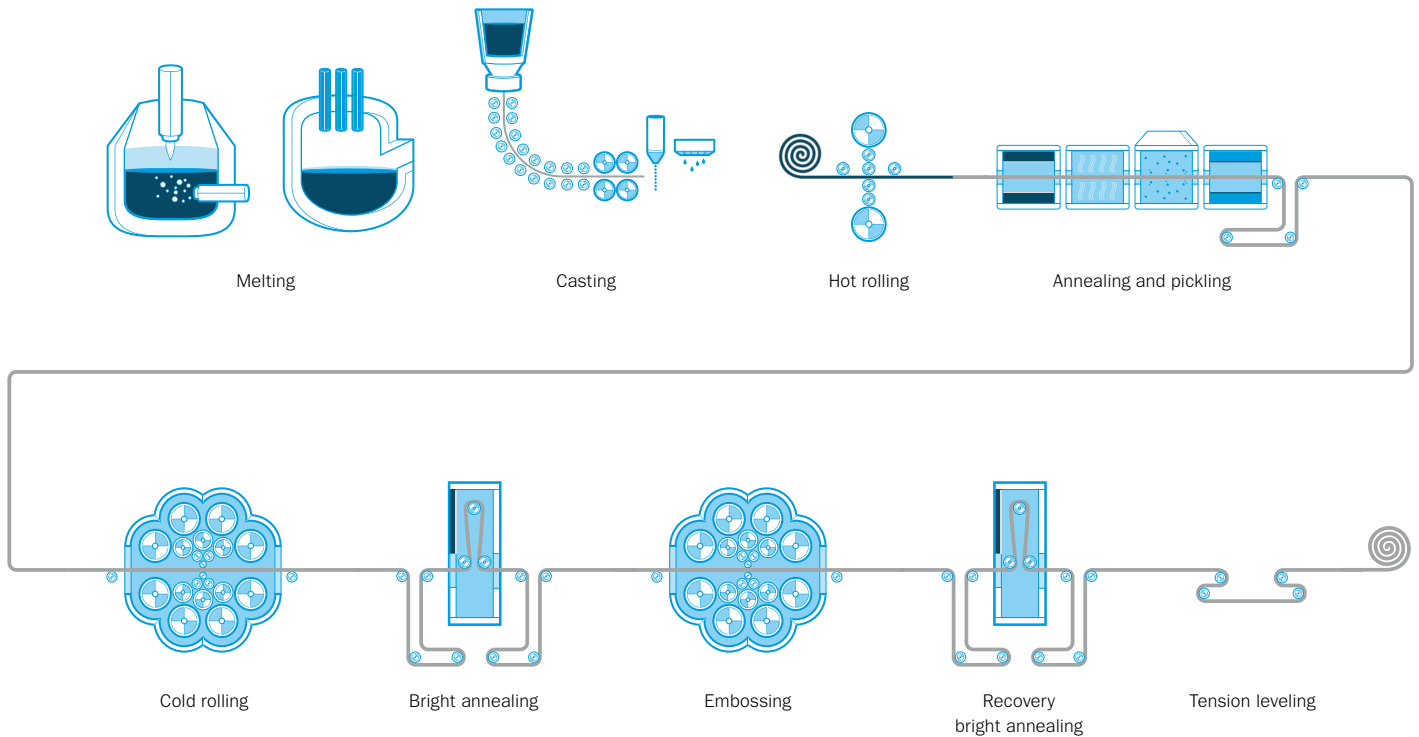 Melting
Casting
Hot rolling
Annealing and pickling
Cold rolling
Bright annealing
Embossing
Recovery
bright annealing
Tension leveling